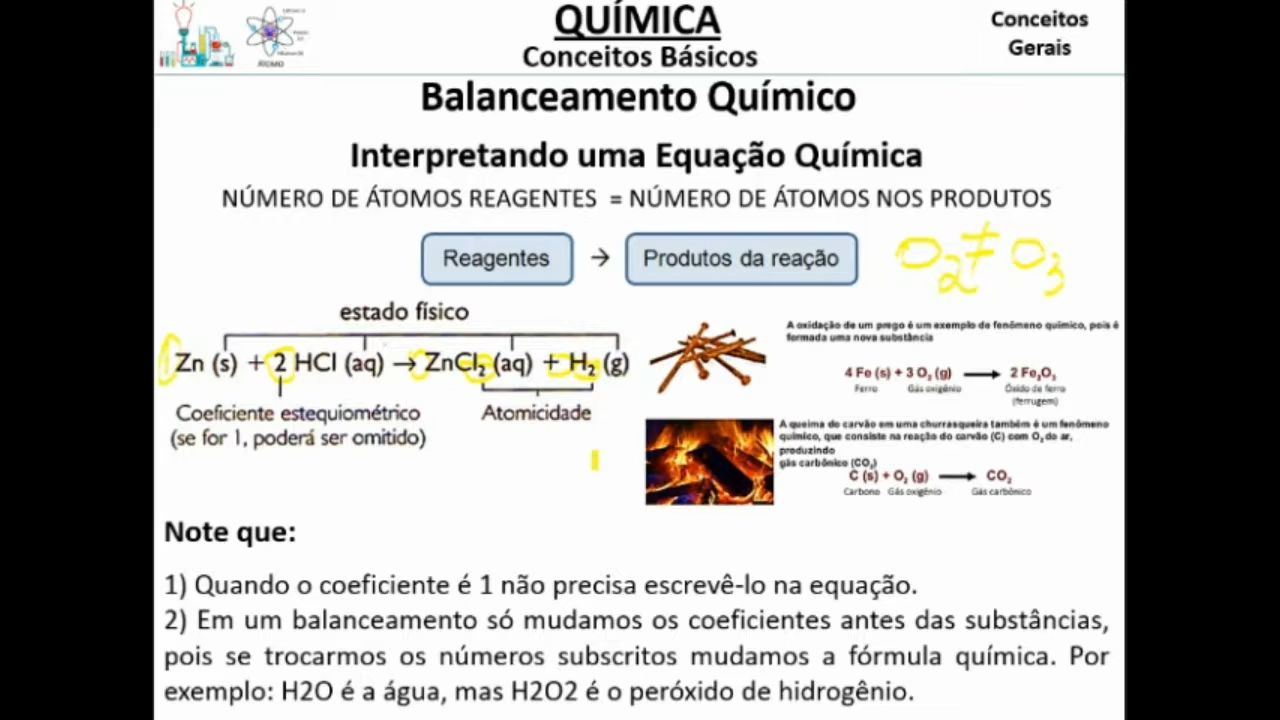 QUÍMICA
Conceitos Básicos
Conceitos
Gerais
ÁTOMO
Balanceamento Químico
Interpretando uma Equação Química
NÚMERO DE ÁTOMOS REAGENTES = NÚMERO DE ÁTOMOS NOS PRODUTOS
Reagentes → Produtos da reação
O₂ ≠ O₃
estado físico
1 Zn (s) + 2 HCl (aq) → ZnCl₂ (aq) + H₂ (g)
Coeficiente estequiométrico
(se for 1, poderá ser omitido)
Atomicidade
A oxidação de um prego é um exemplo de fenômeno químico, pois é
formada uma nova substância
4 Fe (s) + 3 O₂ (g) → 2 Fe₂O₃
Ferro Gás oxigênio Óxido de ferro
(ferrugem)
A queima do carvão em uma churrasqueira também é um fenômeno
químico, que consiste na reação do carvão (C) com O₂ do ar,
produzindo
gás carbônico (CO₂)
C (s) + O₂ (g) → CO₂
Carbono Gás oxigênio Gás carbônico
Note que:
1) Quando o coeficiente é 1 não precisa escrevê-lo na equação.
2) Em um balanceamento só mudamos os coeficientes antes das substâncias,
pois se trocarmos os números subscritos mudamos a fórmula química. Por
exemplo: H2O é a água, mas H2O2 é o peróxido de hidrogênio.